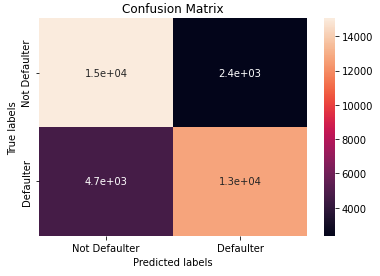 Confusion Matrix
True labels
Not Defaulter
Defaulter
1.5e+04
2.4e+03
4.7e+03
1.3e+04
Not Defaulter
Defaulter
Predicted labels
14000
12000
10000
8000
6000
4000